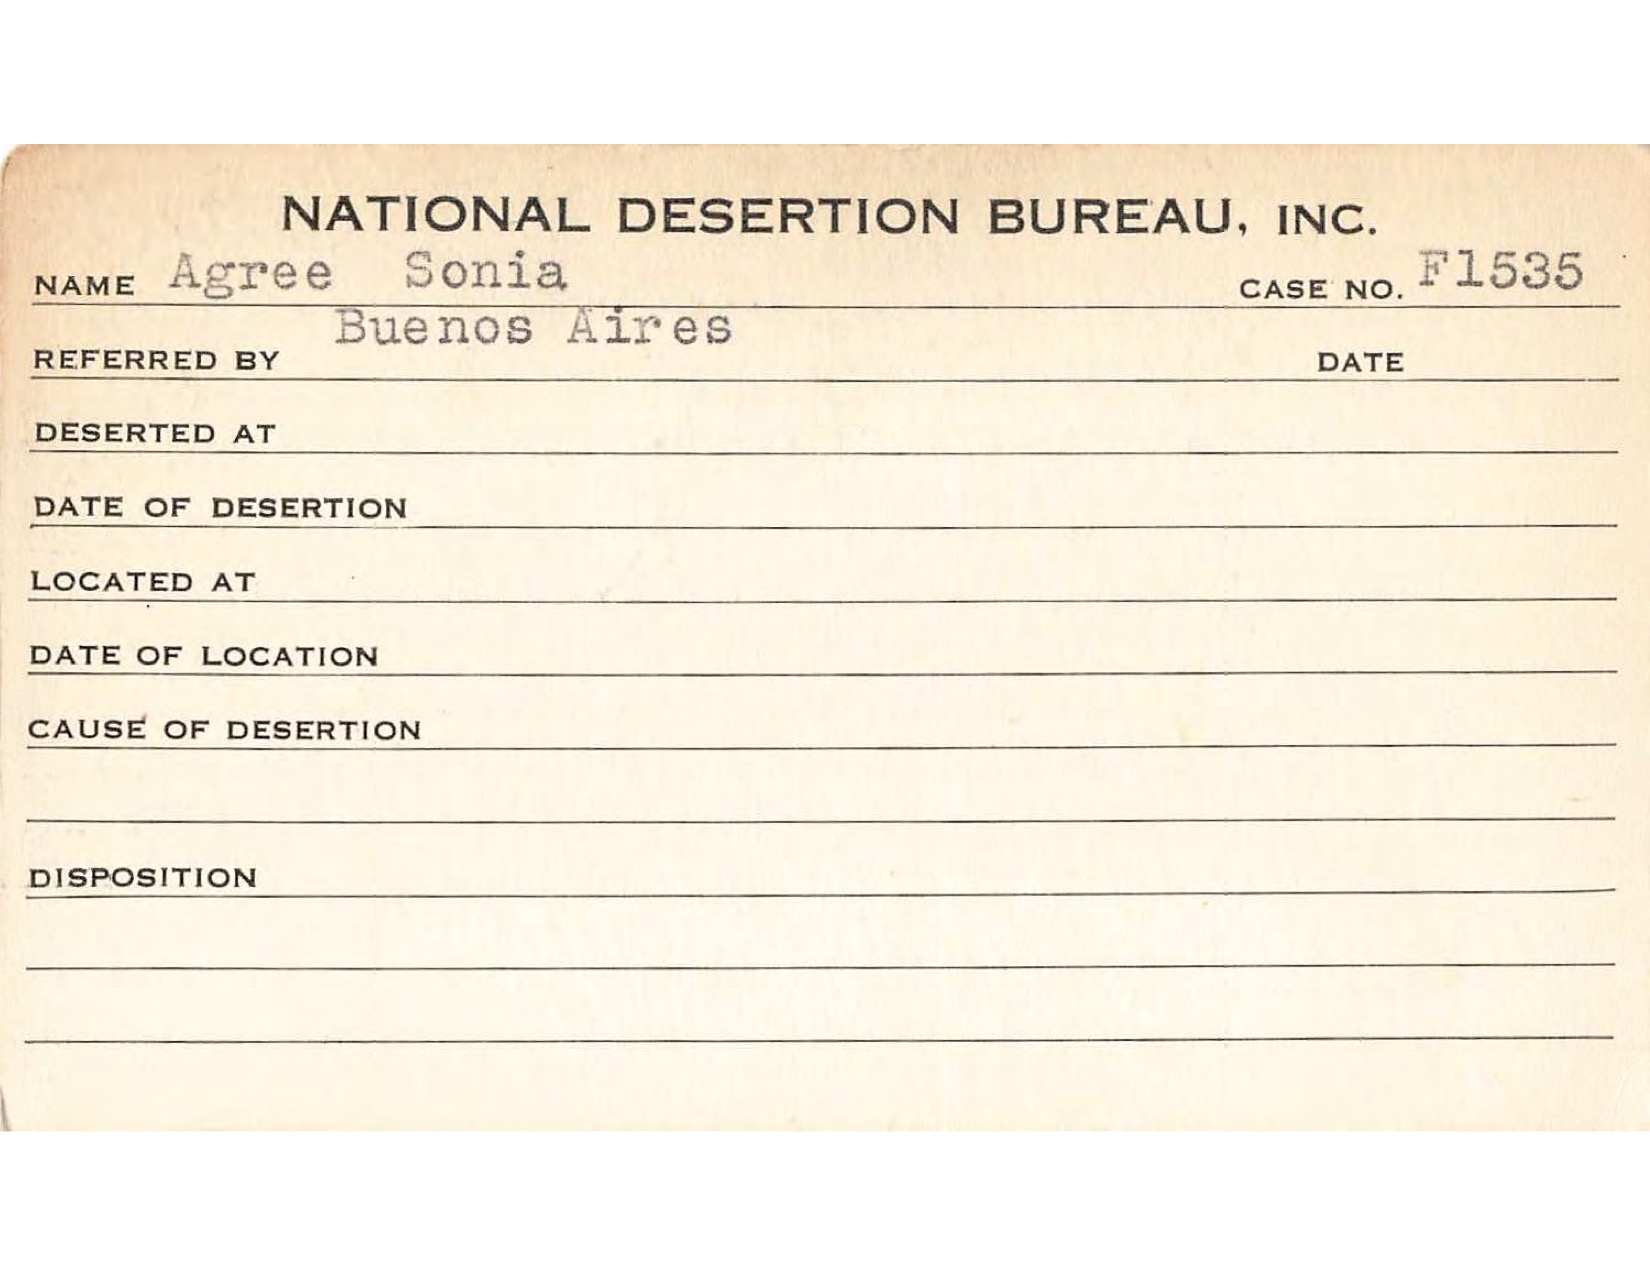 NATIONAL DESERTION BUREAU, INC.
NAME Agree Sonia CASE NO. F1535
Buenos Aires
REFERRED BY DATE
DESERTED AT
DATE OF DESERTION
LOCATED AT
DATE OF LOCATION
CAUSE OF DESERTION
DISPOSITION